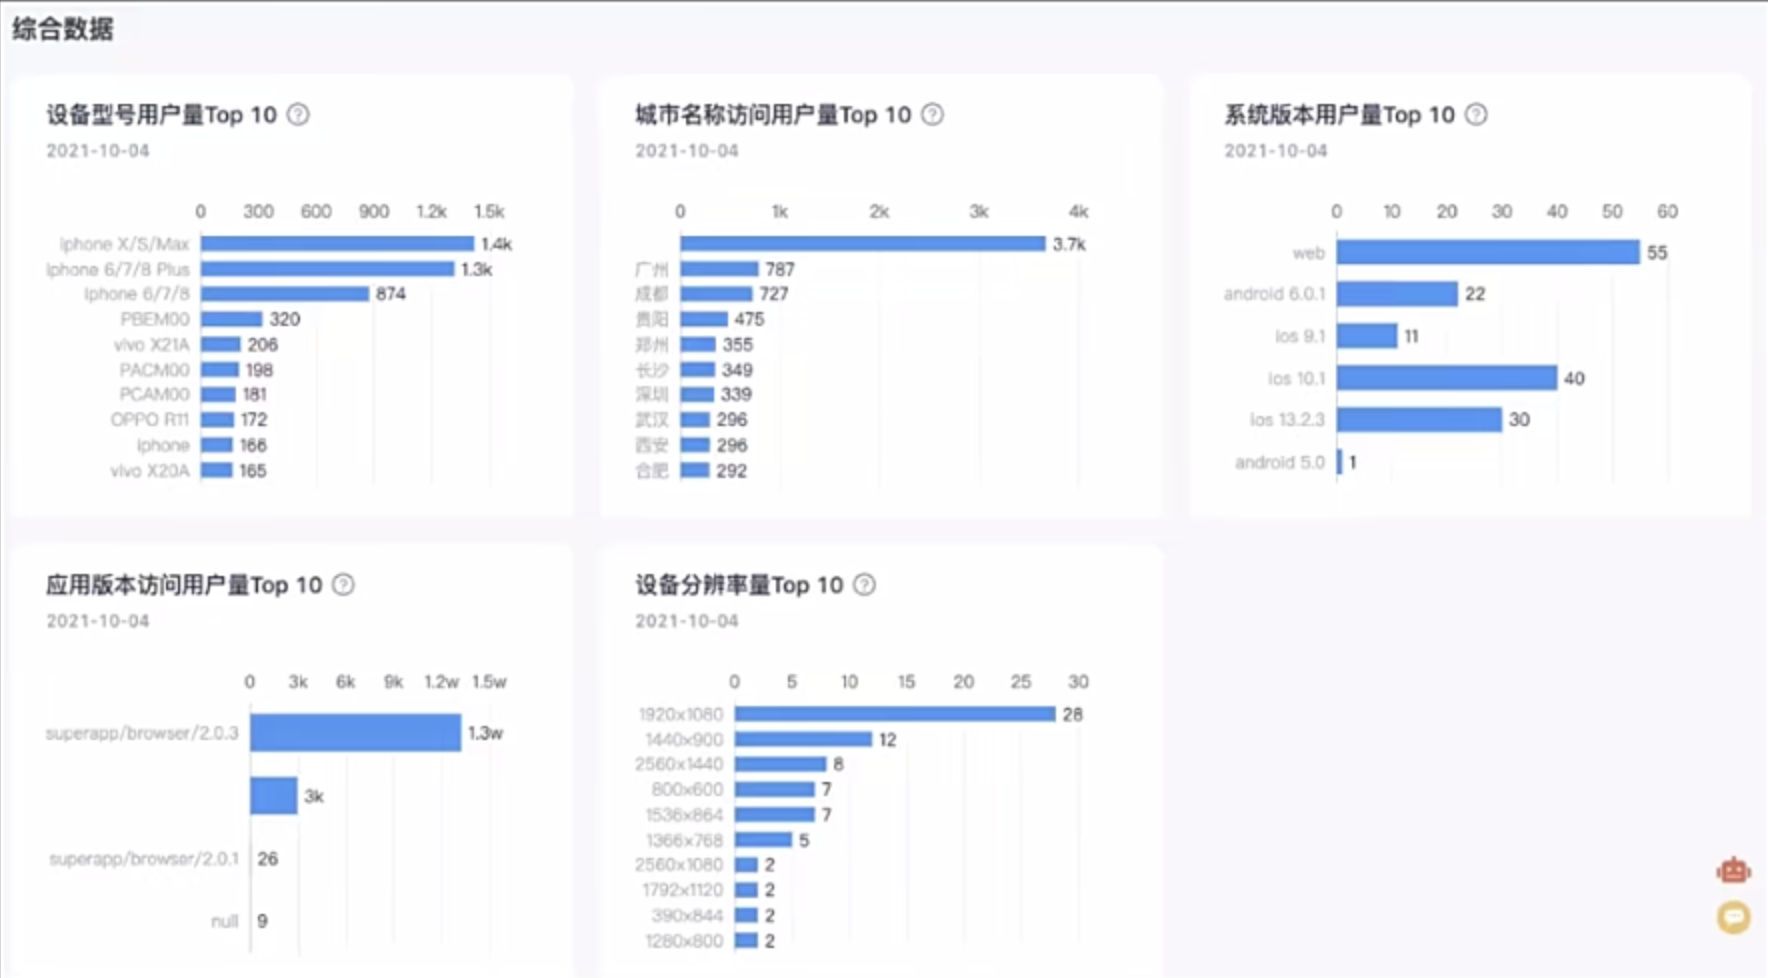 综合数据
设备型号用户量Top 10 ?
2021-10-04
0 300 600 900 1.2k 1.5k
iphone X/S/Max 1.4k
iphone 6/7/8 Plus 1.3k
iphone 6/7/8 874
PBEM00 320
vivo X21A 206
PACM00 198
PCAM00 181
OPPO R11 172
iphone 166
vivo X20A 165
城市名称访问用户量Top 10 ?
2021-10-04
0 1k 2k 3k 4k
3.7k
广州 787
成都 727
贵阳 475
郑州 355
长沙 349
深圳 339
武汉 296
西安 296
合肥 292
系统版本用户量Top 10 ?
2021-10-04
0 10 20 30 40 50 60
web 55
android 6.0.1 22
ios 9.1 11
ios 10.1 40
ios 13.2.3 30
android 5.0 1
应用版本访问用户量Top 10 ?
2021-10-04
0 3k 6k 9k 1.2w 1.5w
superapp/browser/2.0.3 1.3w
3k
superapp/browser/2.0.1 26
null 9
设备分辨率量Top 10 ?
2021-10-04
0 5 10 15 20 25 30
1920x1080 28
1440x900 12
2560x1440 8
800x600 7
1536x864 7
1366x768 5
2560x1080 2
1792x1120 2
390x844 2
1280x800 2